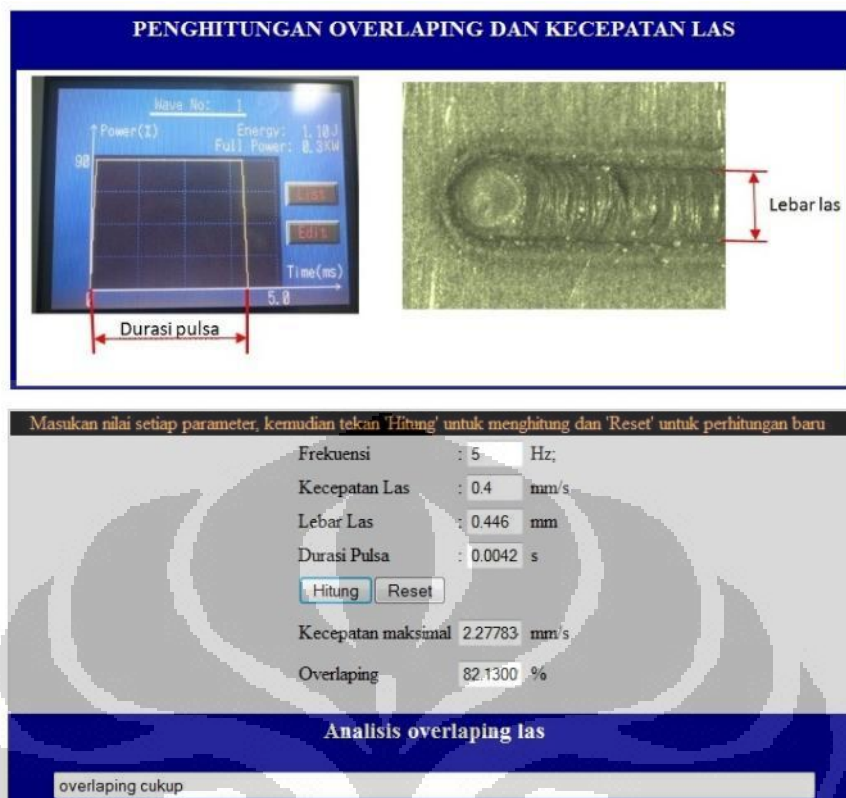 PENGHITUNGAN OVERLAPING DAN KECEPATAN LAS
Wave No: 1
Power(%)
Energy: 1.10J
Full Power: 0.3KW
90
List
Edit
Time(ms)
0
5.0
Durasi pulsa
Lebar las
Masukan nilai setiap parameter, kemudian tekan 'Hitung' untuk menghitung dan 'Reset' untuk perhitungan baru
Frekuensi : 5 Hz;
Kecepatan Las : 0.4 mm/s
Lebar Las : 0.446 mm
Durasi Pulsa : 0.0042 s
Hitung Reset
Kecepatan maksimal 2.27783 mm/s
Overlaping 82.1300 %
Analisis overlaping las
overlaping cukup